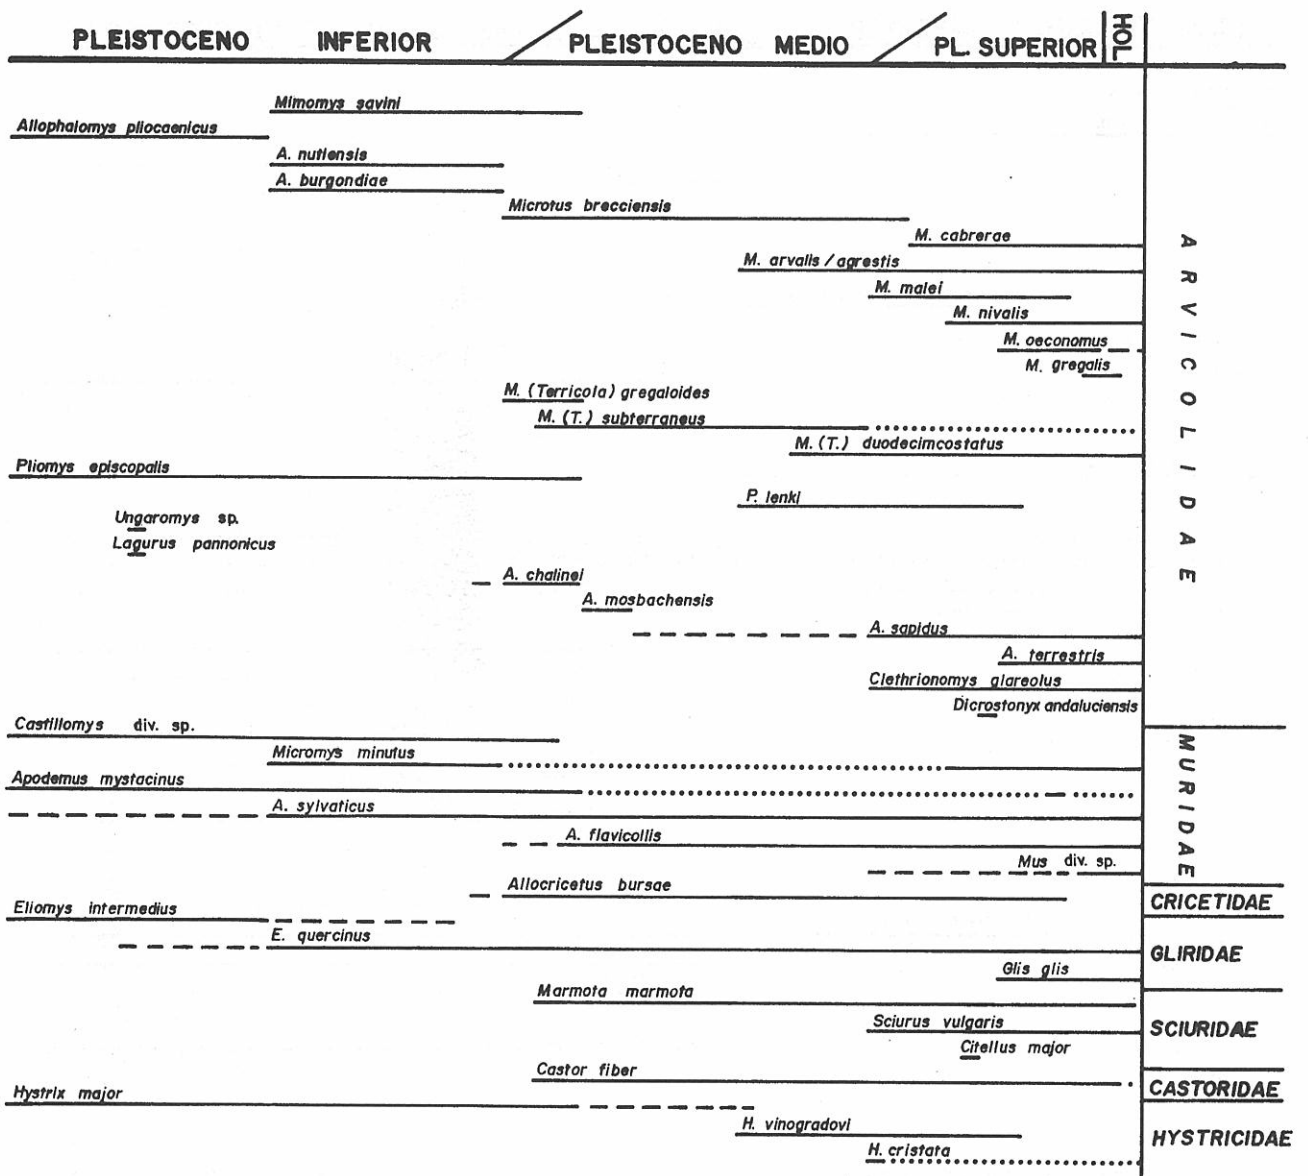 PLEISTOCENO INFERIOR PLEISTOCENO MEDIO PL. SUPERIOR HOL
Mimomys savini
Allophaiomys pliocaenicus
A. nutiensis
A. burgondiae
Microtus brecciensis
M. cabrerae
M. arvalis / agrestis
M. malei
M. nivalis
M. oeconomus
M. gregalis
M. (Terricola) gregaloides
M. (T.) subterraneus
M. (T.) duodecimcostatus
Pliomys episcopalis
P. lenki
Ungaromys sp.
Lagurus pannonicus
A. chalinei
A. mosbachensis
A. sapidus
A. terrestris
Clethrionomys glareolus
Dicrostonyx andaluciensis
ARVICOLIDAE
Castillomys div. sp.
Micromys minutus
Apodemus mystacinus
A. sylvaticus
A. flavicollis
Mus div. sp.
MURIDAE
Allocricetus bursae
CRICETIDAE
Eliomys intermedius
E. quercinus
GLIRIDAE
Glis glis
Marmota marmota
Sciurus vulgaris
SCIURIDAE
Citellus major
Castor fiber
CASTORIDAE
Hystrix major
H. vinogradovi
HYSTRICIDAE
H. cristata